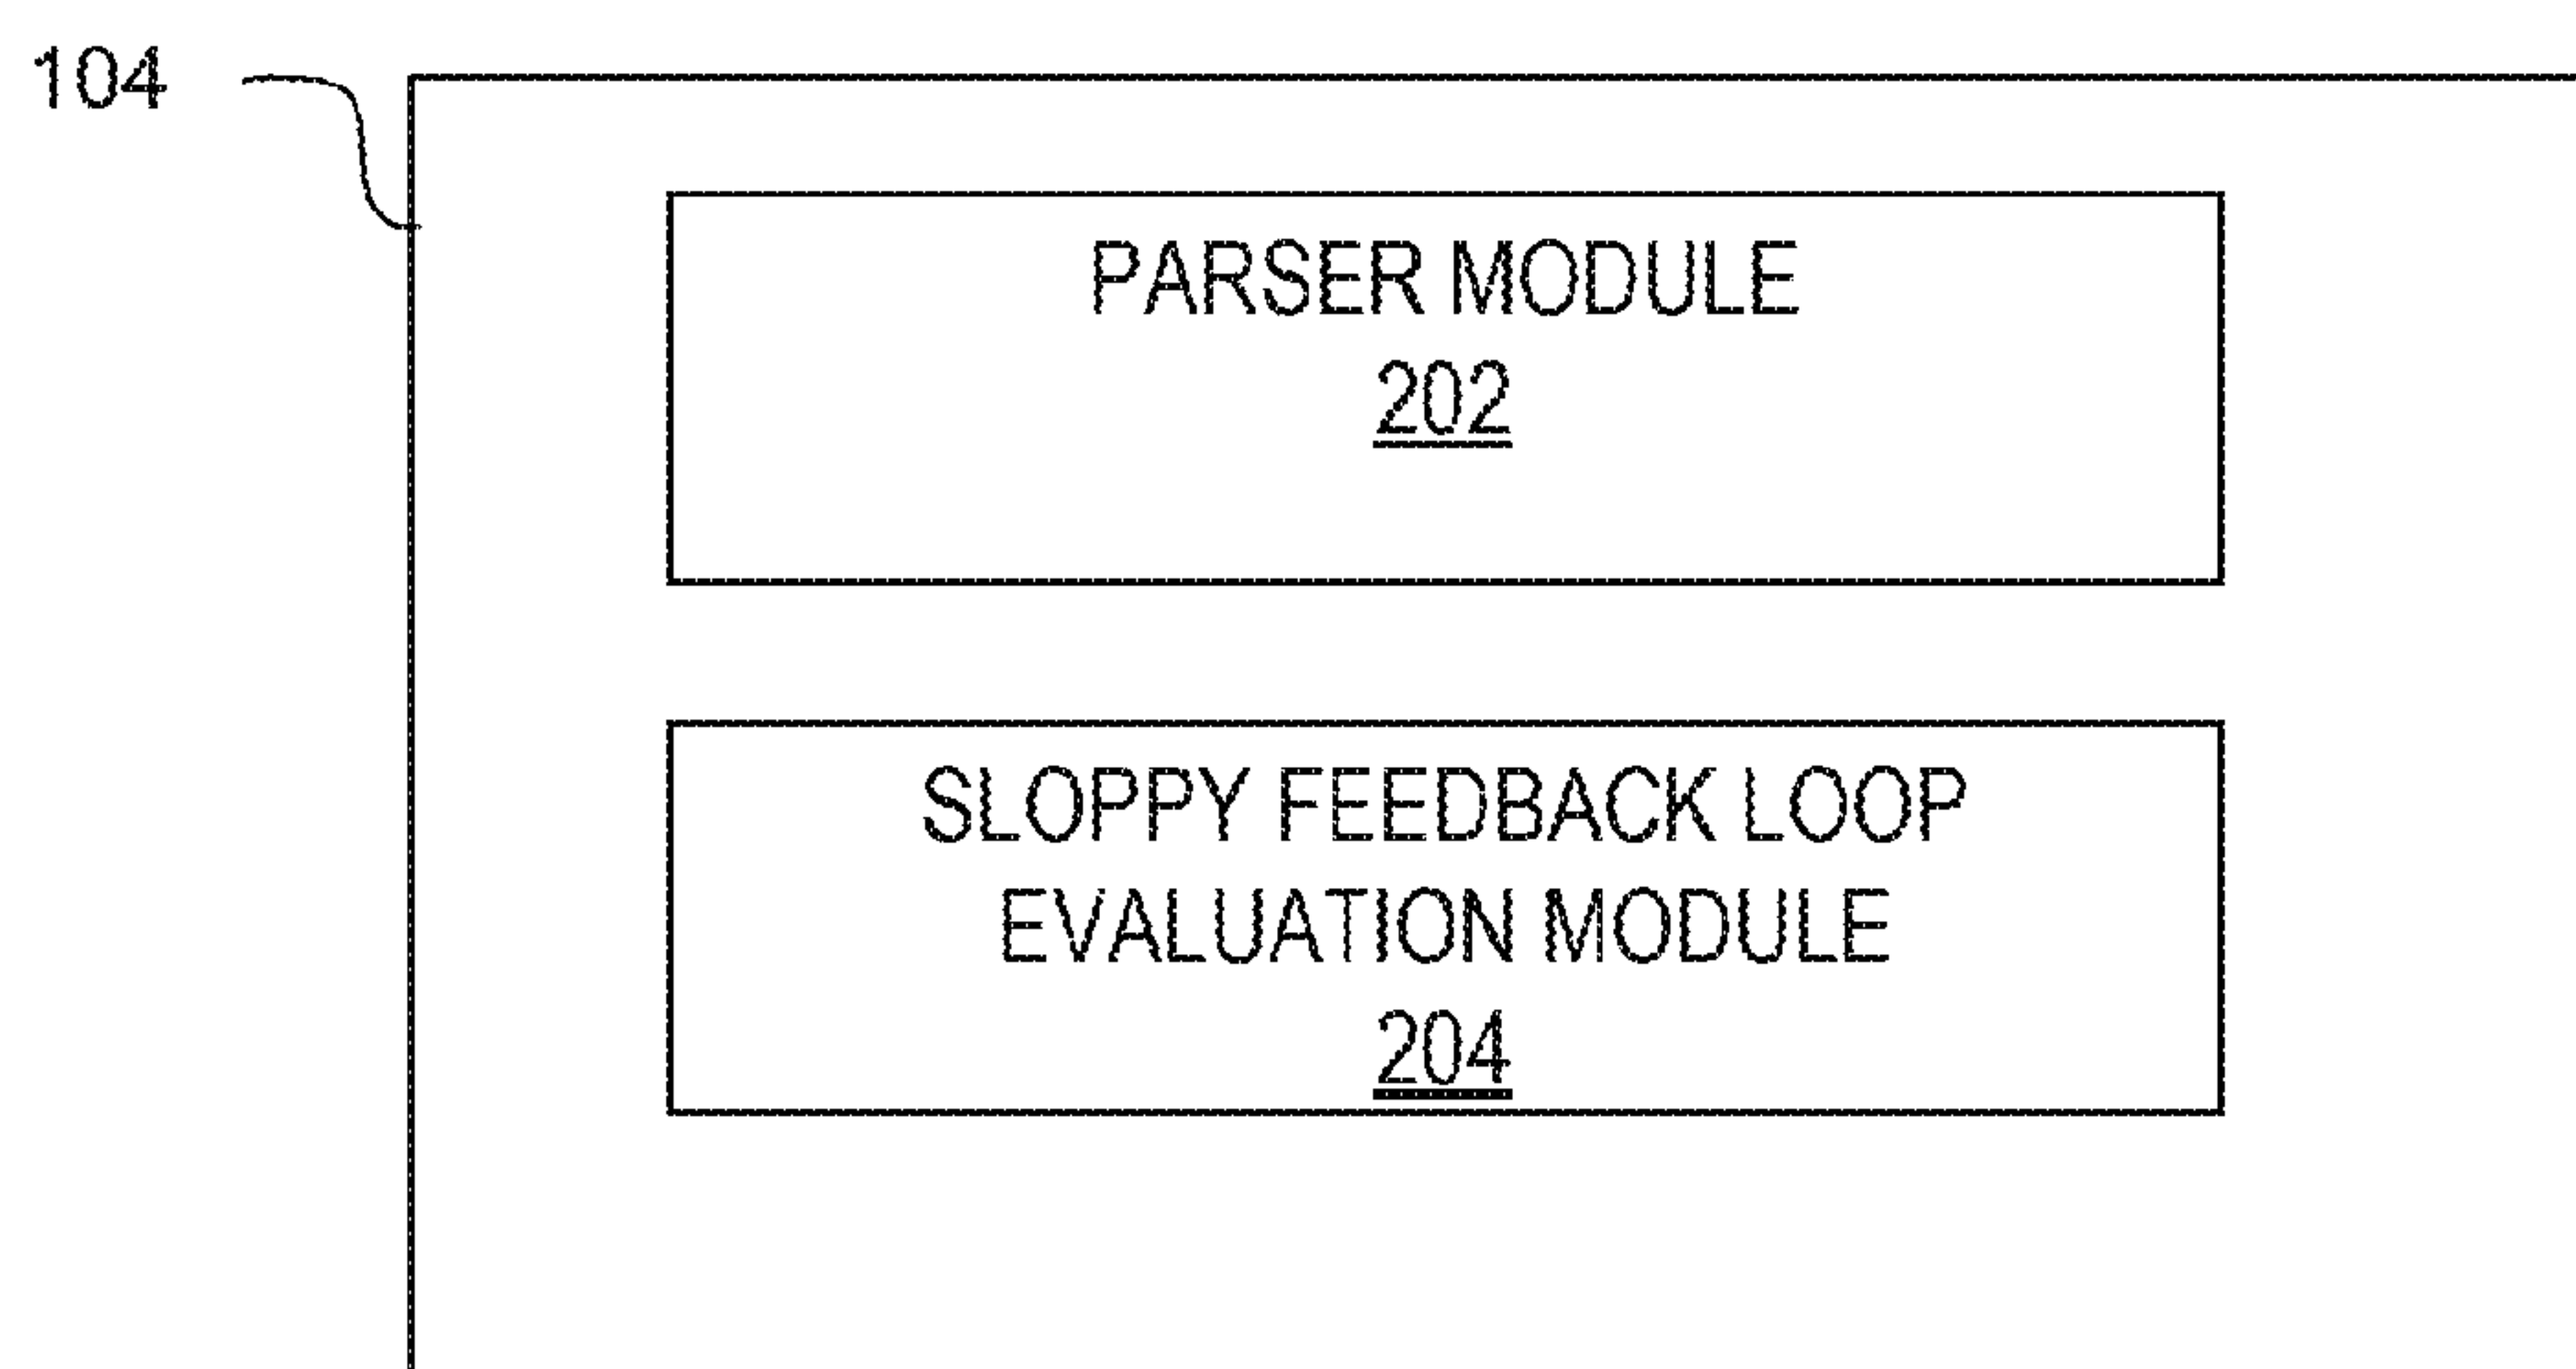 104
PARSER MODULE
202
SLOPPY FEEDBACK LOOP
EVALUATION MODULE
204